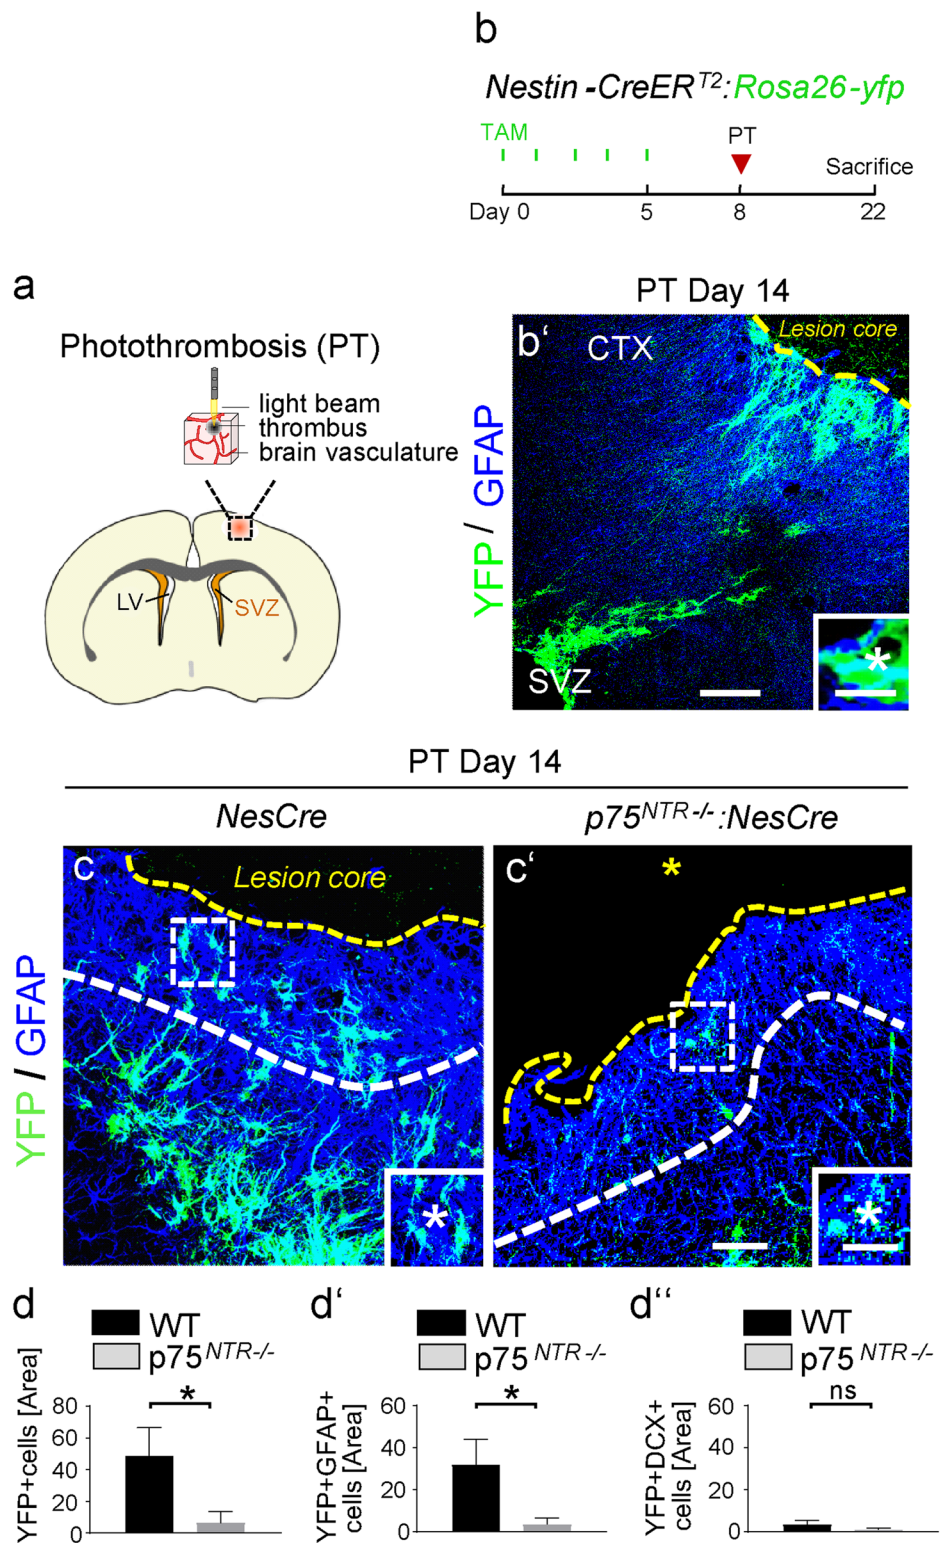 b
Nestin-CreER^T2:Rosa26-yfp
TAM
PT
Sacrifice
Day 0 5 8 22
a
Photothrombosis (PT)
light beam
thrombus
brain vasculature
LV
SVZ
PT Day 14
b‘
CTX
Lesion core
YFP / GFAP
SVZ
*
PT Day 14
NesCre
p75^NTR-/-:NesCre
c
Lesion core
c‘
*
YFP / GFAP
*
*
d
WT
p75^NTR-/-
YFP+cells [Area]
80
60
40
20
0
*
d‘
WT
p75^NTR-/-
YFP+GFAP+
cells [Area]
60
40
20
0
*
d‘‘
WT
p75^NTR-/-
YFP+DCX+
cells [Area]
60
40
20
0
ns